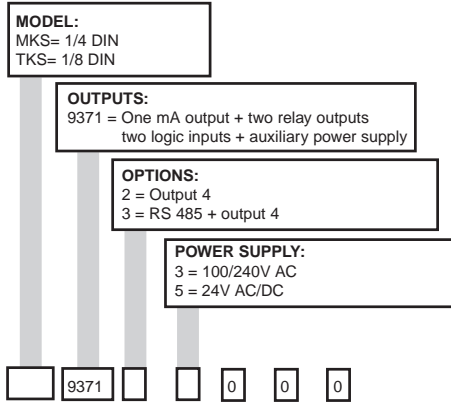 MODEL:
MKS= 1/4 DIN
TKS= 1/8 DIN
OUTPUTS:
9371 = One mA output + two relay outputs
two logic inputs + auxiliary power supply
OPTIONS:
2 = Output 4
3 = RS 485 + output 4
POWER SUPPLY:
3 = 100/240V AC
5 = 24V AC/DC
9371 0 0 0